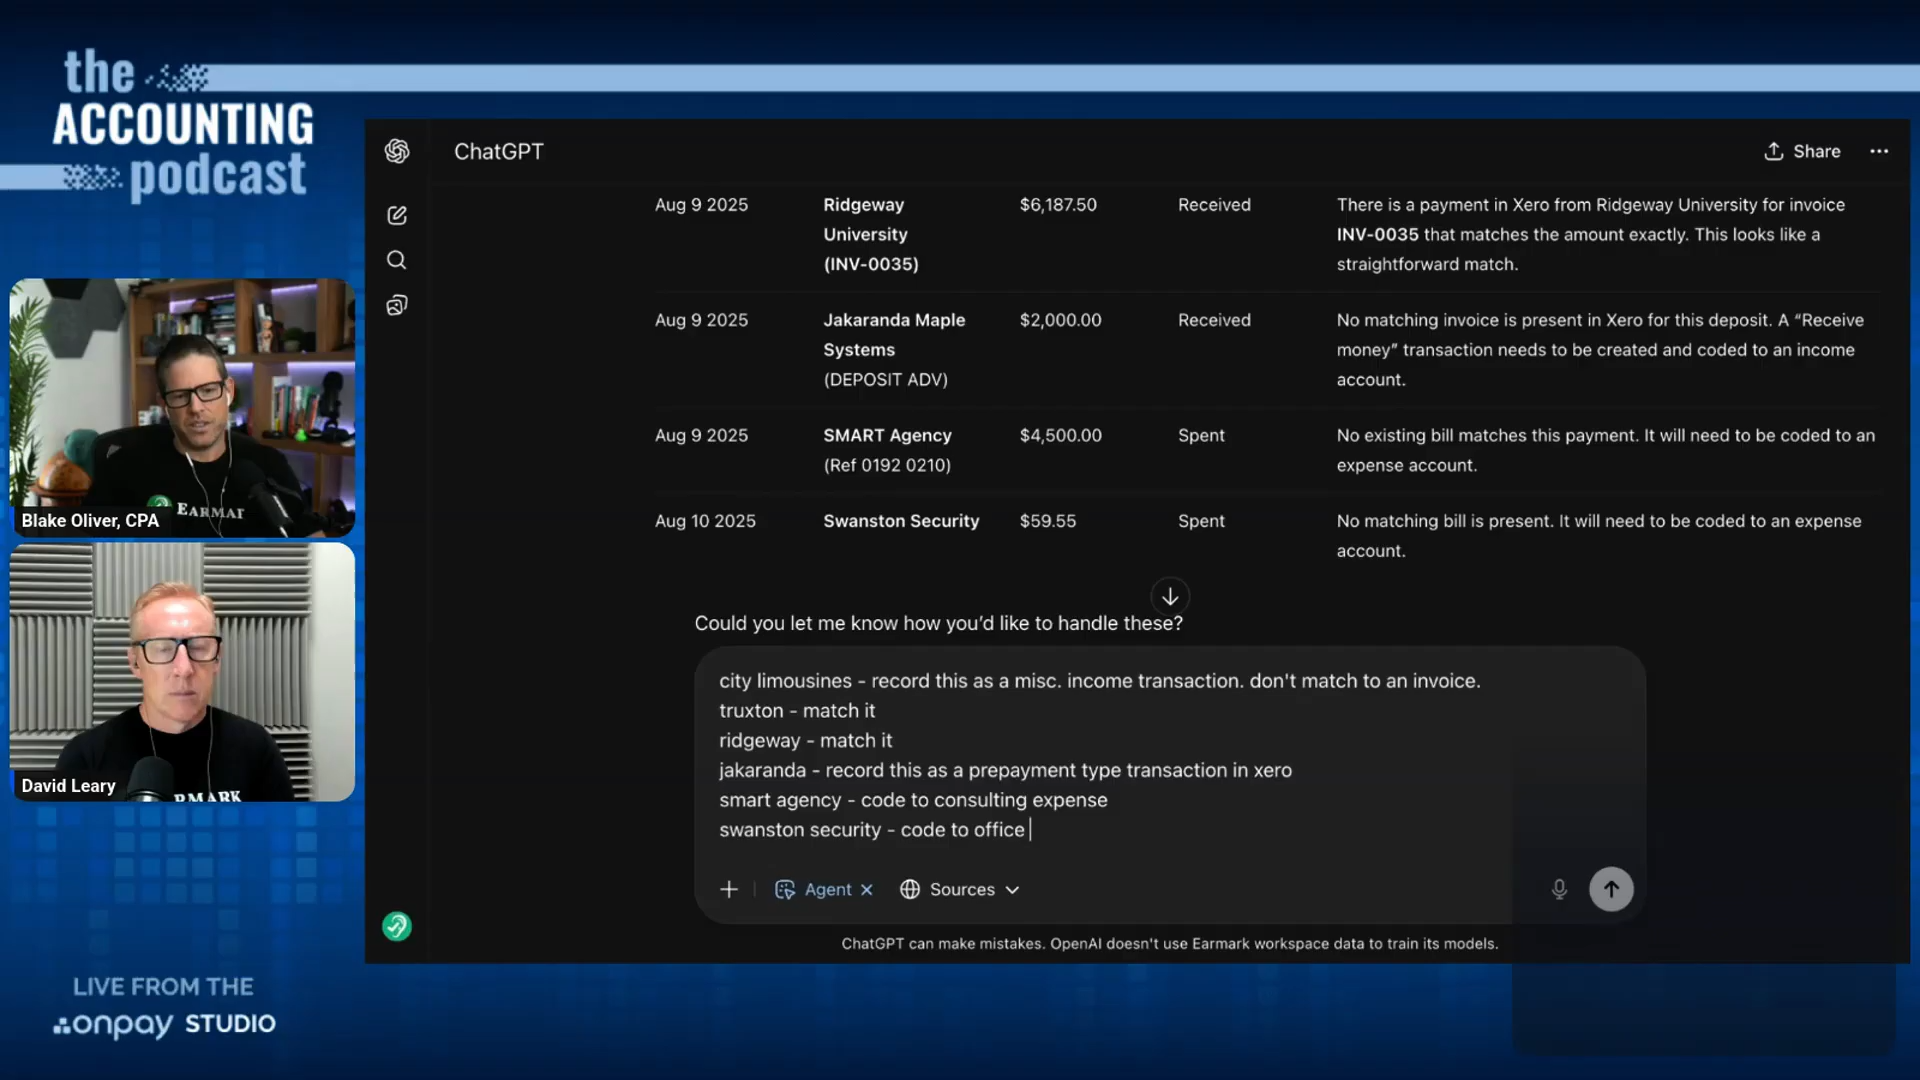 the
ACCOUNTING
podcast
ChatGPT
Share
Aug 9 2025 Ridgeway $6,187.50 Received There is a payment in Xero from Ridgeway University for invoice
University INV-0035 that matches the amount exactly. This looks like a
(INV-0035) straightforward match.
Aug 9 2025 Jakaranda Maple $2,000.00 Received No matching invoice is present in Xero for this deposit. A “Receive
Systems money” transaction needs to be created and coded to an income
(DEPOSIT ADV) account.
Aug 9 2025 SMART Agency $4,500.00 Spent No existing bill matches this payment. It will need to be coded to an
(Ref 0192 0210) expense account.
Aug 10 2025 Swanston Security $59.55 Spent No matching bill is present. It will need to be coded to an expense
account.
Could you let me know how you’d like to handle these?
city limousines - record this as a misc. income transaction. don't match to an invoice.
truxton - match it
ridgeway - match it
jakaranda - record this as a prepayment type transaction in xero
smart agency - code to consulting expense
swanston security - code to office
Agent
Sources
ChatGPT can make mistakes. OpenAI doesn't use Earmark workspace data to train its models.
EARMAR
Blake Oliver, CPA
RMARK
David Leary
LIVE FROM THE
onpay STUDIO